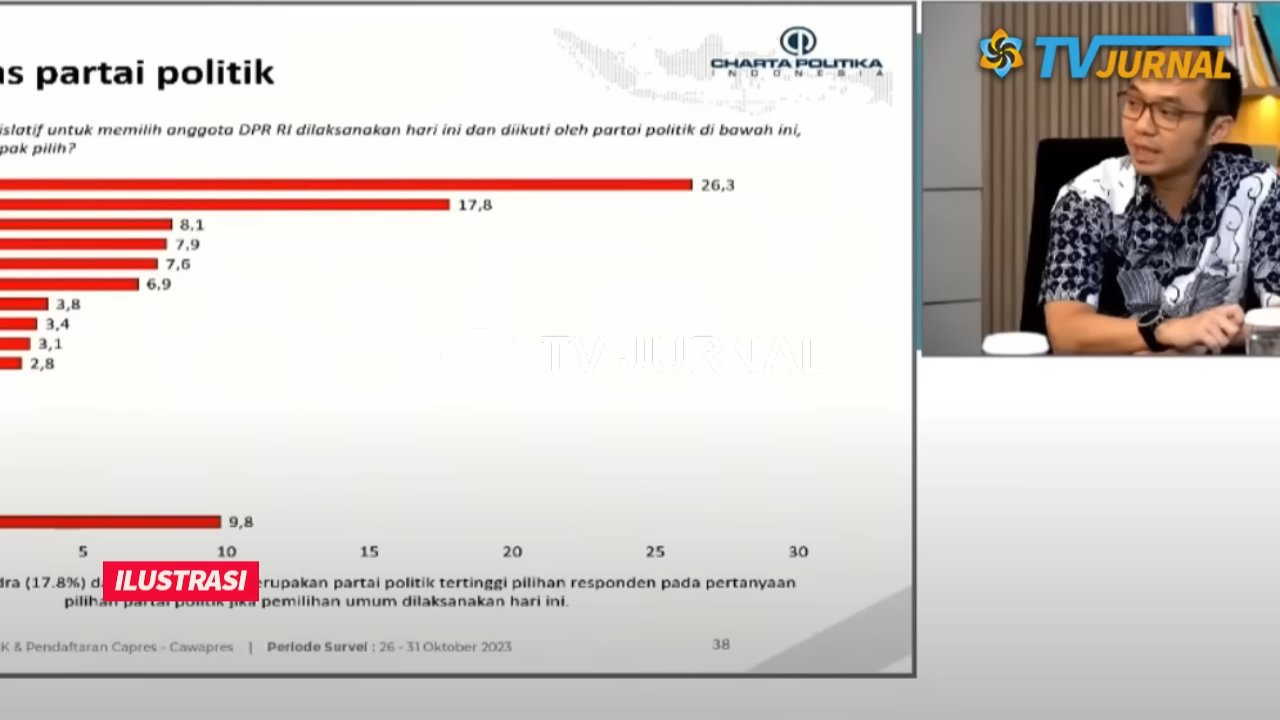 as partai politik
CHARTA POLITIKA
INDONESIA
islatif untuk memilih anggota DPR RI dilaksanakan hari ini dan diikuti oleh partai politik di bawah ini,
pak pilih?
26,3
17,8
8,1
7,9
7,6
6,9
3,8
3,4
3,1
2,8
9,8
5 10 15 20 25 30
dra (17.8%) d erupakan partai politik tertinggi pilihan responden pada pertanyaan
pilihan partai politik jika pemilihan umum dilaksanakan hari ini.
K & Pendaftaran Capres - Cawapres | Periode Survei : 26 - 31 Oktober 2023
38
ILUSTRASI
TV JURNAL
TV JURNAL